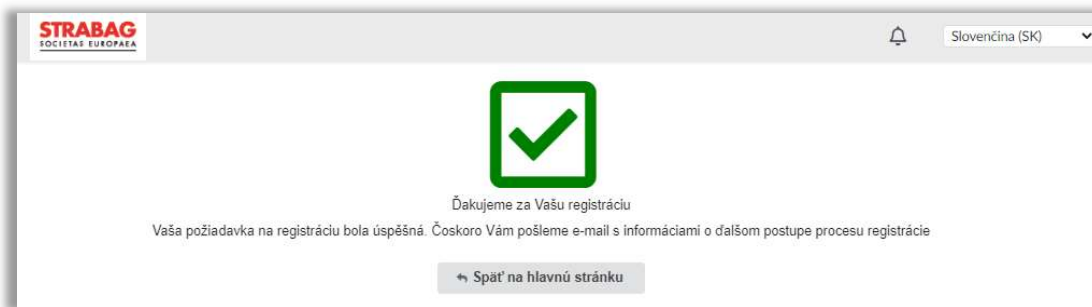 STRABAG
SOCIETAS EUROPAEA
Slovenčina (SK)
Ďakujeme za Vašu registráciu
Vaša požiadavka na registráciu bola úspěšná. Čoskoro Vám pošleme e-mail s informáciami o ďalšom postupe procesu registrácie
Späť na hlavnú stránku